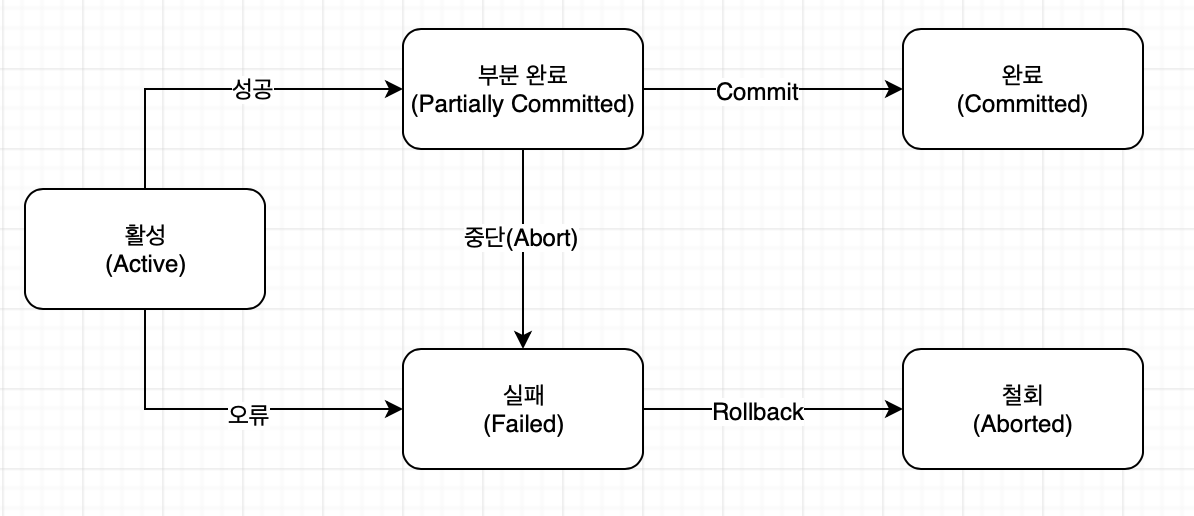 성공
부분 완료
(Partially Committed)
Commit
완료
(Committed)
활성
(Active)
중단(Abort)
오류
실패
(Failed)
Rollback
철회
(Aborted)